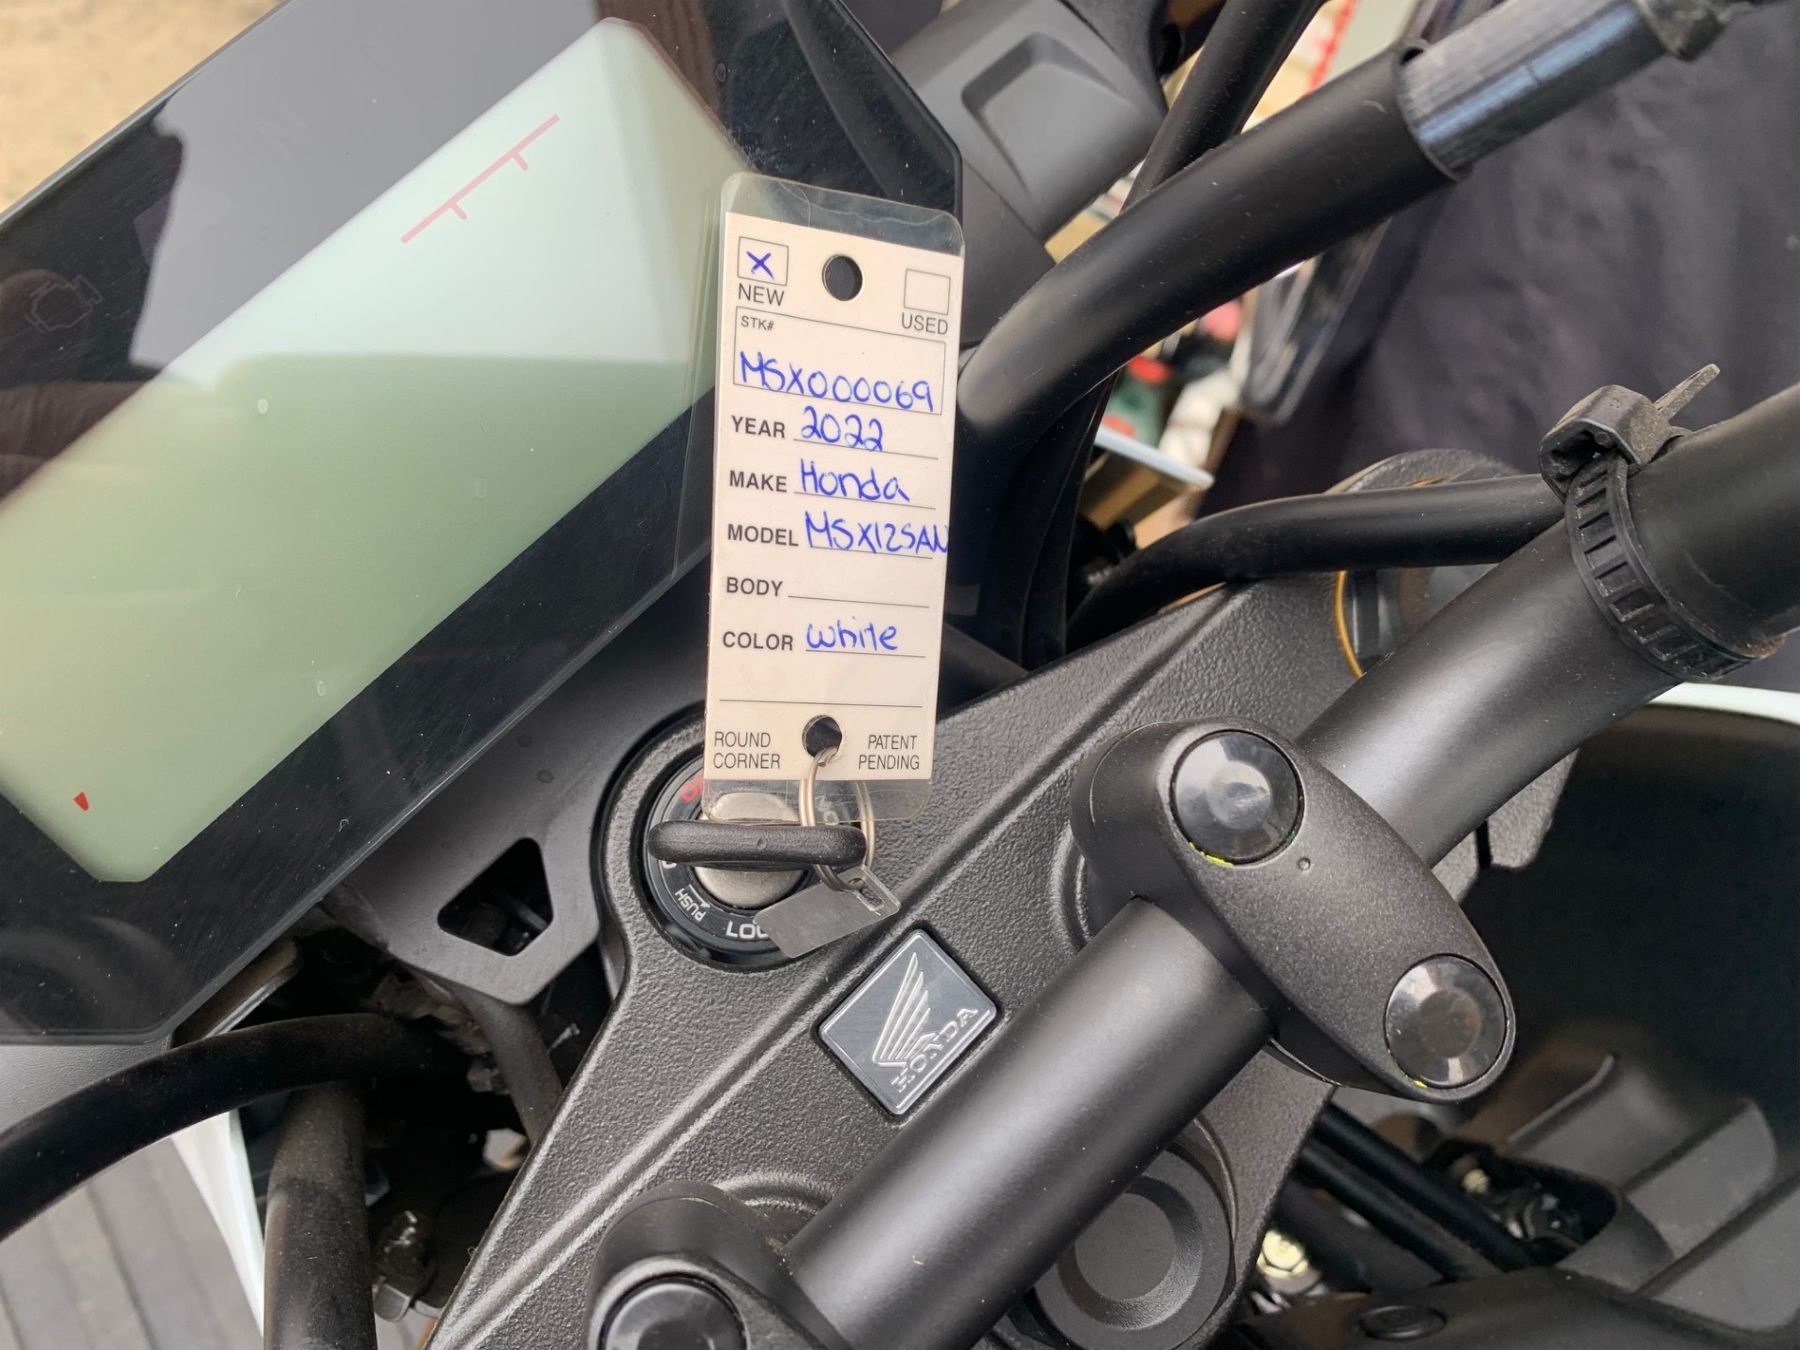 X
NEW
USED
STK#
MSX000069
YEAR 2022
MAKE Honda
MODEL MSX125AN
BODY
COLOR White
ROUND CORNER
PATENT PENDING
PUSH
HONDA